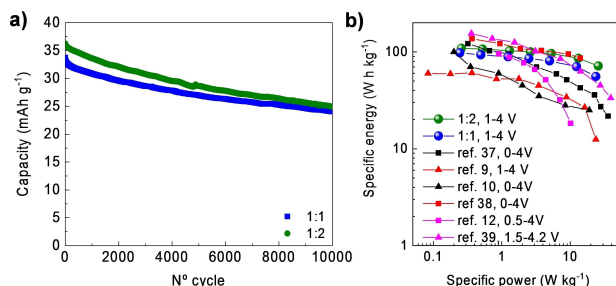 a)
Capacity (mAh g⁻¹)
40
35
30
25
20
15
10
5
0
0 2000 4000 6000 8000 10000
Nº cycle
1:1
1:2
b)
Specific energy (W h kg⁻¹)
100
10
1
0.1 1 10
Specific power (W kg⁻¹)
1:2, 1-4 V
1:1, 1-4 V
ref. 37, 0-4V
ref. 9, 1-4 V
ref. 10, 0-4V
ref 38, 0-4V
ref. 12, 0.5-4V
ref. 39, 1.5-4.2 V